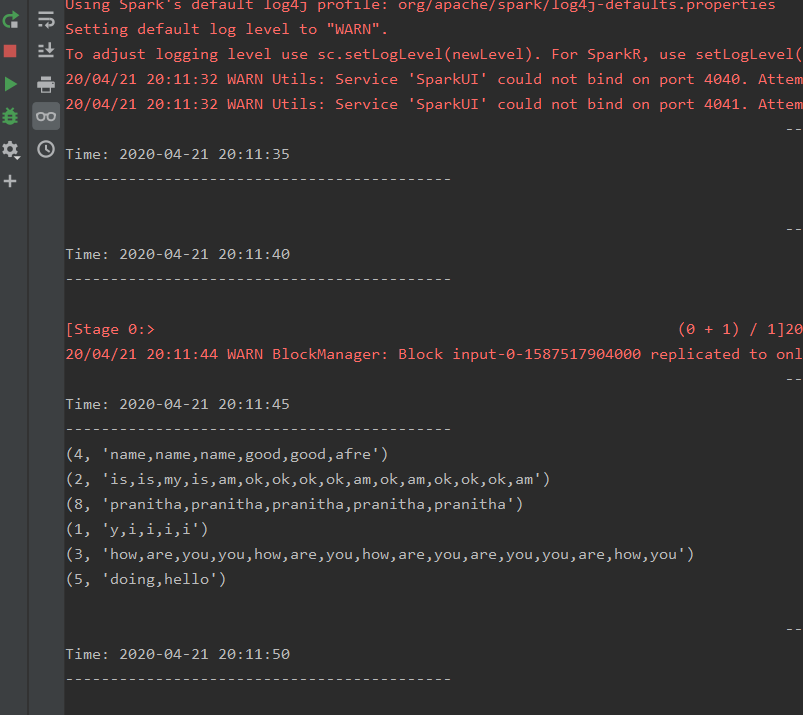 Using Spark's default log4j profile: org/apache/spark/log4j-defaults.properties
Setting default log level to "WARN".
To adjust logging level use sc.setLogLevel(newLevel). For SparkR, use setLogLevel(
20/04/21 20:11:32 WARN Utils: Service 'SparkUI' could not bind on port 4040. Attem
20/04/21 20:11:32 WARN Utils: Service 'SparkUI' could not bind on port 4041. Attem
--
Time: 2020-04-21 20:11:35
-------------------------------------------
--
Time: 2020-04-21 20:11:40
-------------------------------------------
[Stage 0:> (0 + 1) / 1]20
20/04/21 20:11:44 WARN BlockManager: Block input-0-1587517904000 replicated to onl
--
Time: 2020-04-21 20:11:45
-------------------------------------------
(4, 'name,name,name,good,good,afre')
(2, 'is,is,my,is,am,ok,ok,ok,ok,am,ok,am,ok,ok,ok,am')
(8, 'pranitha,pranitha,pranitha,pranitha,pranitha')
(1, 'y,i,i,i,i')
(3, 'how,are,you,you,how,are,you,how,are,you,are,you,you,are,how,you')
(5, 'doing,hello')
--
Time: 2020-04-21 20:11:50
-------------------------------------------